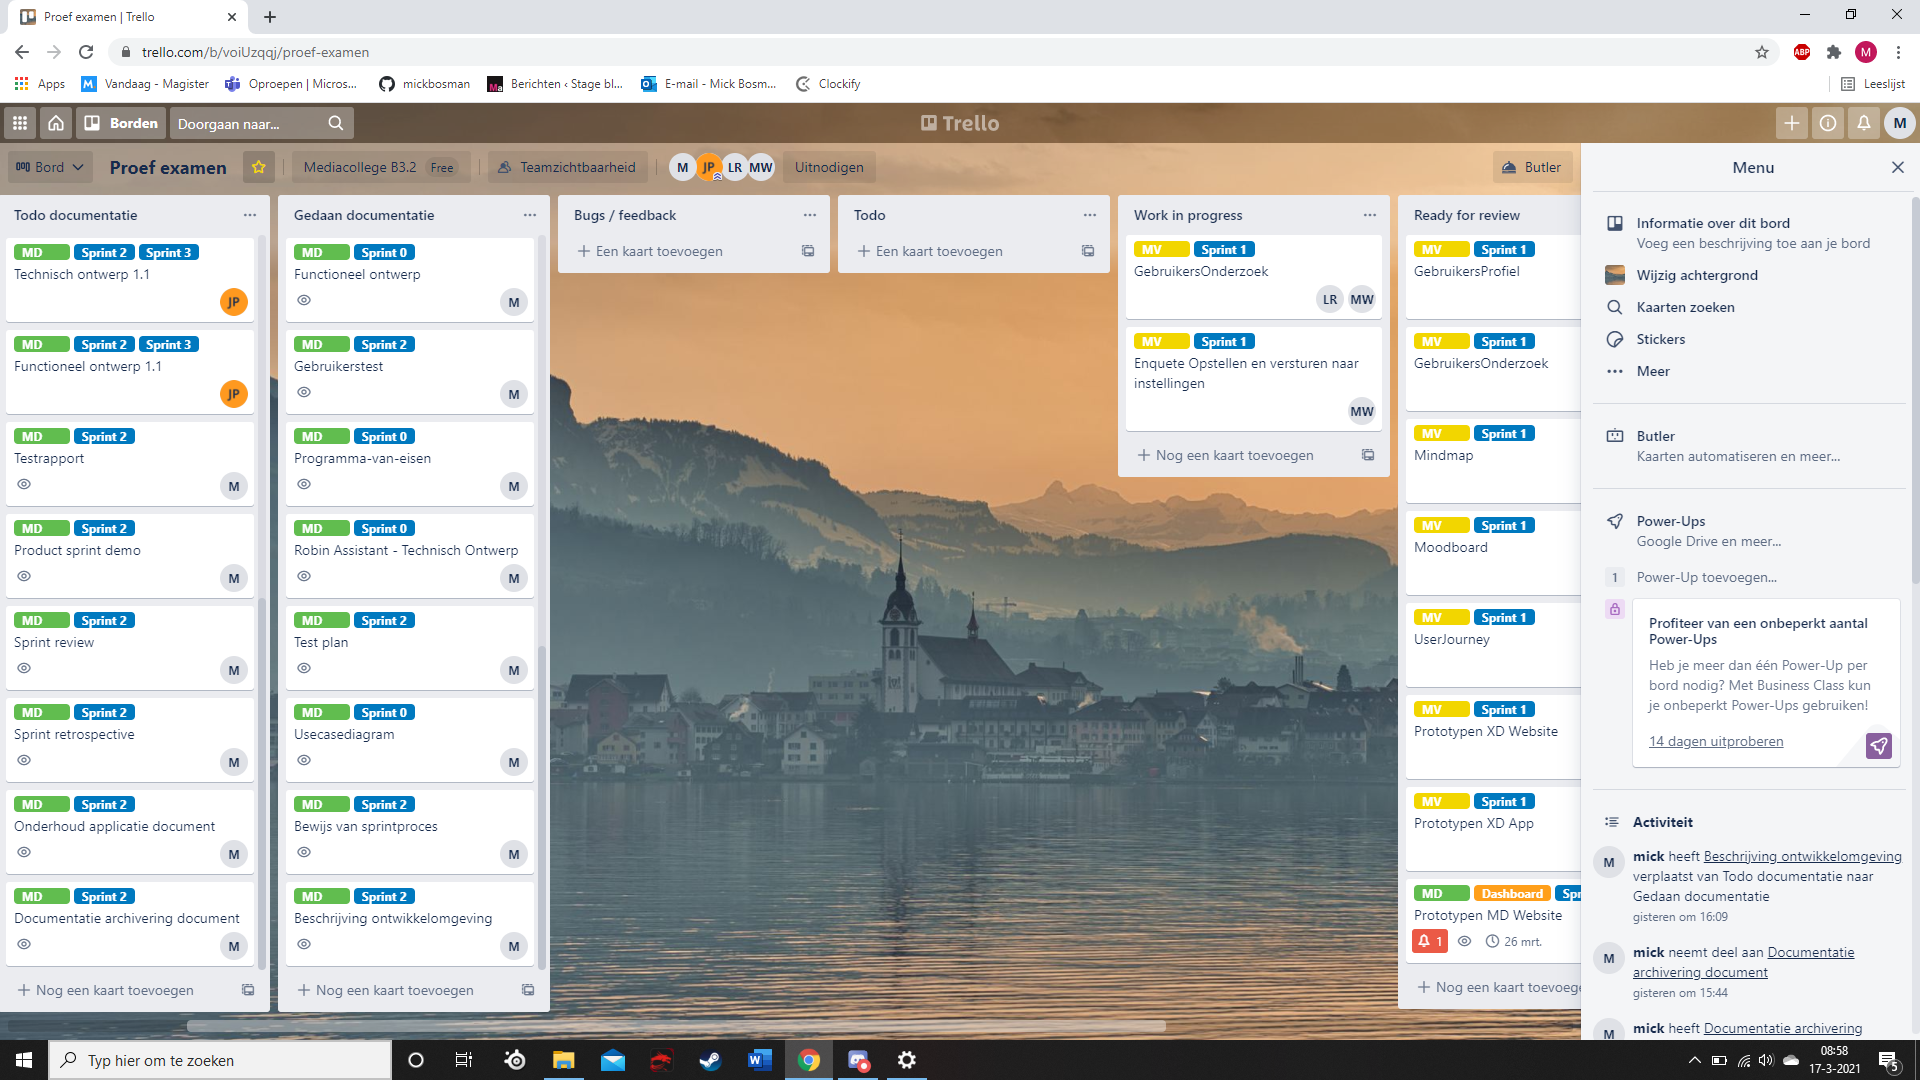 Proef examen | Trello
trello.com/b/voiUzqqj/proef-examen
ABP
M
Apps
Vandaag - Magister
Oproepen | Micros...
mickbosman
Berichten ‹ Stage bl...
E-mail - Mick Bosm...
Clockify
Leeslijst
Borden
Doorgaan naar...
Trello
M
Bord
Proef examen
Mediacollege B3.2 Free
Teamzichtbaarheid
M JP LR MW
Uitnodigen
Butler
Todo documentatie
MD Sprint 2 Sprint 3
Technisch ontwerp 1.1
JP
MD Sprint 2 Sprint 3
Functioneel ontwerp 1.1
JP
MD Sprint 2
Testrapport
M
MD Sprint 2
Product sprint demo
M
MD Sprint 2
Sprint review
M
MD Sprint 2
Sprint retrospective
M
MD Sprint 2
Onderhoud applicatie document
M
MD Sprint 2
Documentatie archivering document
M
Nog een kaart toevoegen
Gedaan documentatie
MD Sprint 0
Functioneel ontwerp
M
MD Sprint 2
Gebruikerstest
M
MD Sprint 0
Programma-van-eisen
M
MD Sprint 0
Robin Assistant - Technisch Ontwerp
M
MD Sprint 2
Test plan
M
MD Sprint 0
Usecasediagram
M
MD Sprint 2
Bewijs van sprintproces
M
MD Sprint 2
Beschrijving ontwikkelomgeving
M
Nog een kaart toevoegen
Bugs / feedback
Een kaart toevoegen
Todo
Een kaart toevoegen
Work in progress
MV Sprint 1
GebruikersOnderzoek
LR MW
MV Sprint 1
Enquete Opstellen en versturen naar
instellingen
MW
Nog een kaart toevoegen
Ready for review
MV Sprint 1
GebruikersProfiel
MV Sprint 1
GebruikersOnderzoek
MV Sprint 1
Mindmap
MV Sprint 1
Moodboard
MV Sprint 1
UserJourney
MV Sprint 1
Prototypen XD Website
MV Sprint 1
Prototypen XD App
MD Dashboard Spr
Prototypen MD Website
1 26 mrt.
Nog een kaart toevoege
Menu
Informatie over dit bord
Voeg een beschrijving toe aan je bord
Wijzig achtergrond
Kaarten zoeken
Stickers
Meer
Butler
Kaarten automatiseren en meer...
Power-Ups
Google Drive en meer...
1 Power-Up toevoegen...
Profiteer van een onbeperkt aantal
Power-Ups
Heb je meer dan één Power-Up per
bord nodig? Met Business Class kun
je onbeperkt Power-Ups gebruiken!
14 dagen uitproberen
Activiteit
M
mick heeft Beschrijving ontwikkelomgeving
verplaatst van Todo documentatie naar
Gedaan documentatie
gisteren om 16:09
M
mick neemt deel aan Documentatie
archivering document
gisteren om 15:44
M
mick heeft Documentatie archivering
Typ hier om te zoeken
08:58
17-3-2021
5